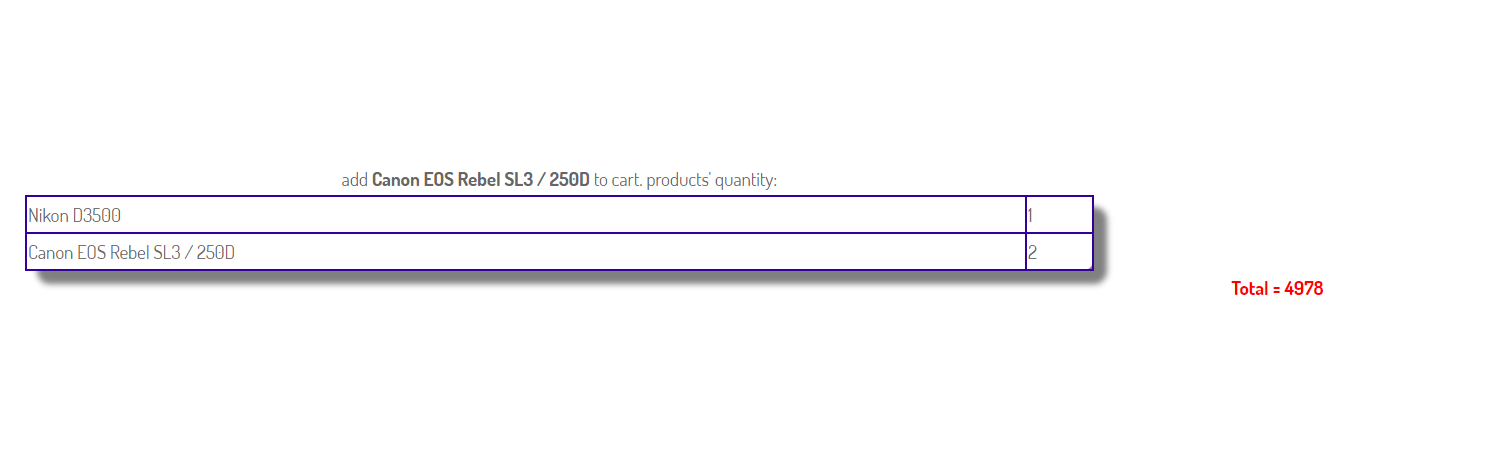 add Canon EOS Rebel SL3 / 250D to cart. products' quantity:
Nikon D3500 1
Canon EOS Rebel SL3 / 250D 2
Total = 4978